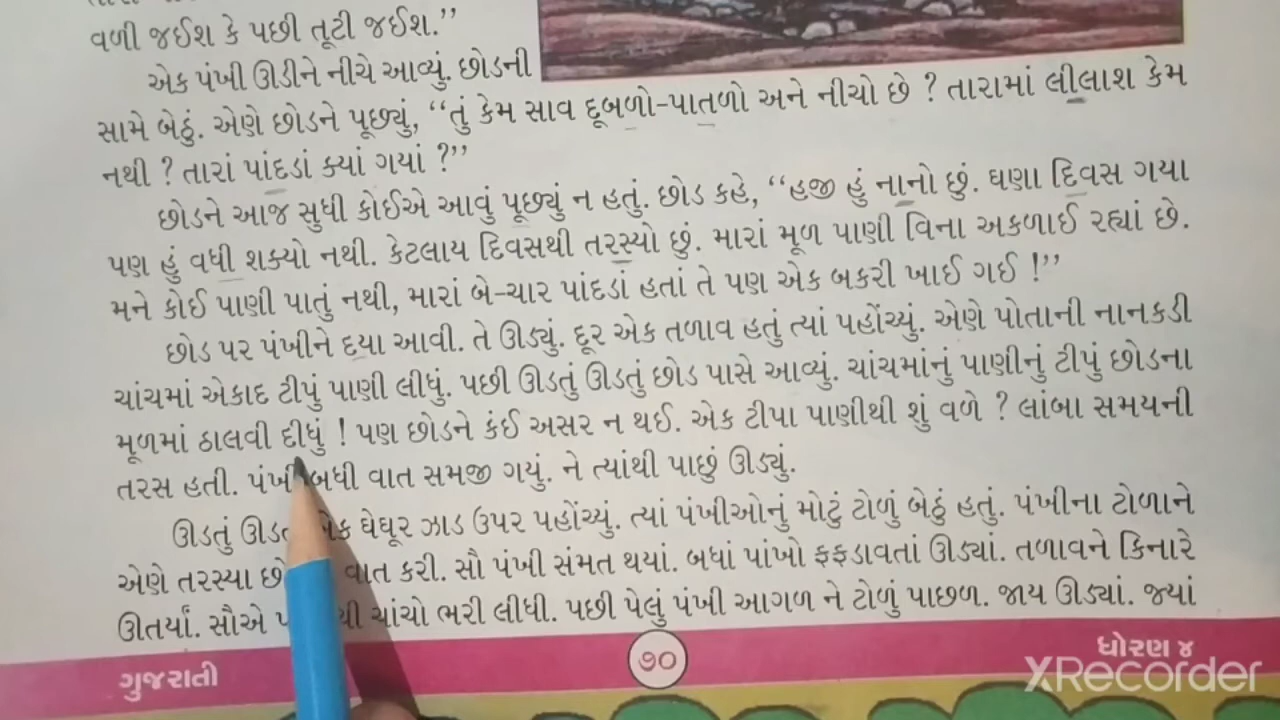 વળી જઈશ કે પછી તૂટી જઈશ.”
એક પંખી ઊડીને નીચે આવ્યું. છોડની
સામે બેઠું. એણે છોડને પૂછ્યું, “તું કેમ સાવ દૂબળો-પાતળો અને નીચો છે ? તારામાં લીલાશ કેમ
નથી ? તારાં પાંદડાં ક્યાં ગયાં ?”
છોડને આજ સુધી કોઈએ આવું પૂછ્યું ન હતું. છોડ કહે, “હજી હું નાનો છું. ઘણા દિવસ ગયા
પણ હું વધી શક્યો નથી. કેટલાય દિવસથી તરસ્યો છું. મારાં મૂળ પાણી વિના અકળાઈ રહ્યાં છે.
મને કોઈ પાણી પાતું નથી, મારાં બે-ચાર પાંદડાં હતાં તે પણ એક બકરી ખાઈ ગઈ !”
છોડ પર પંખીને દયા આવી. તે ઊડ્યું. દૂર એક તળાવ હતું ત્યાં પહોંચ્યું. એણે પોતાની નાનકડી
ચાંચમાં એકાદ ટીપું પાણી લીધું. પછી ઊડતું ઊડતું છોડ પાસે આવ્યું. ચાંચમાંનું પાણીનું ટીપું છોડના
મૂળમાં ઠાલવી દીધું ! પણ છોડને કંઈ અસર ન થઈ. એક ટીપા પાણીથી શું વળે ? લાંબા સમયની
તરસ હતી. પંખી બધી વાત સમજી ગયું. ને ત્યાંથી પાછું ઊડ્યું.
ઊડતું ઘેઘૂર ઝાડ ઉપર પહોંચ્યું. ત્યાં પંખીઓનું મોટું ટોળું બેઠું હતું. પંખીના ટોળાને
એણે તરસ્યા વાત કરી. સૌ પંખી સંમત થયાં. બધાં પાંખો ફફડાવતાં ઊડ્યાં. તળાવને કિનારે
ઊતર્યાં. સૌએ ચાંચો ભરી લીધી. પછી પેલું પંખી આગળ ને ટોળું પાછળ. જાય ઊડ્યાં. જ્યાં
ગુજરાતી ૭૦ ધોરણ ૪
XRecorder